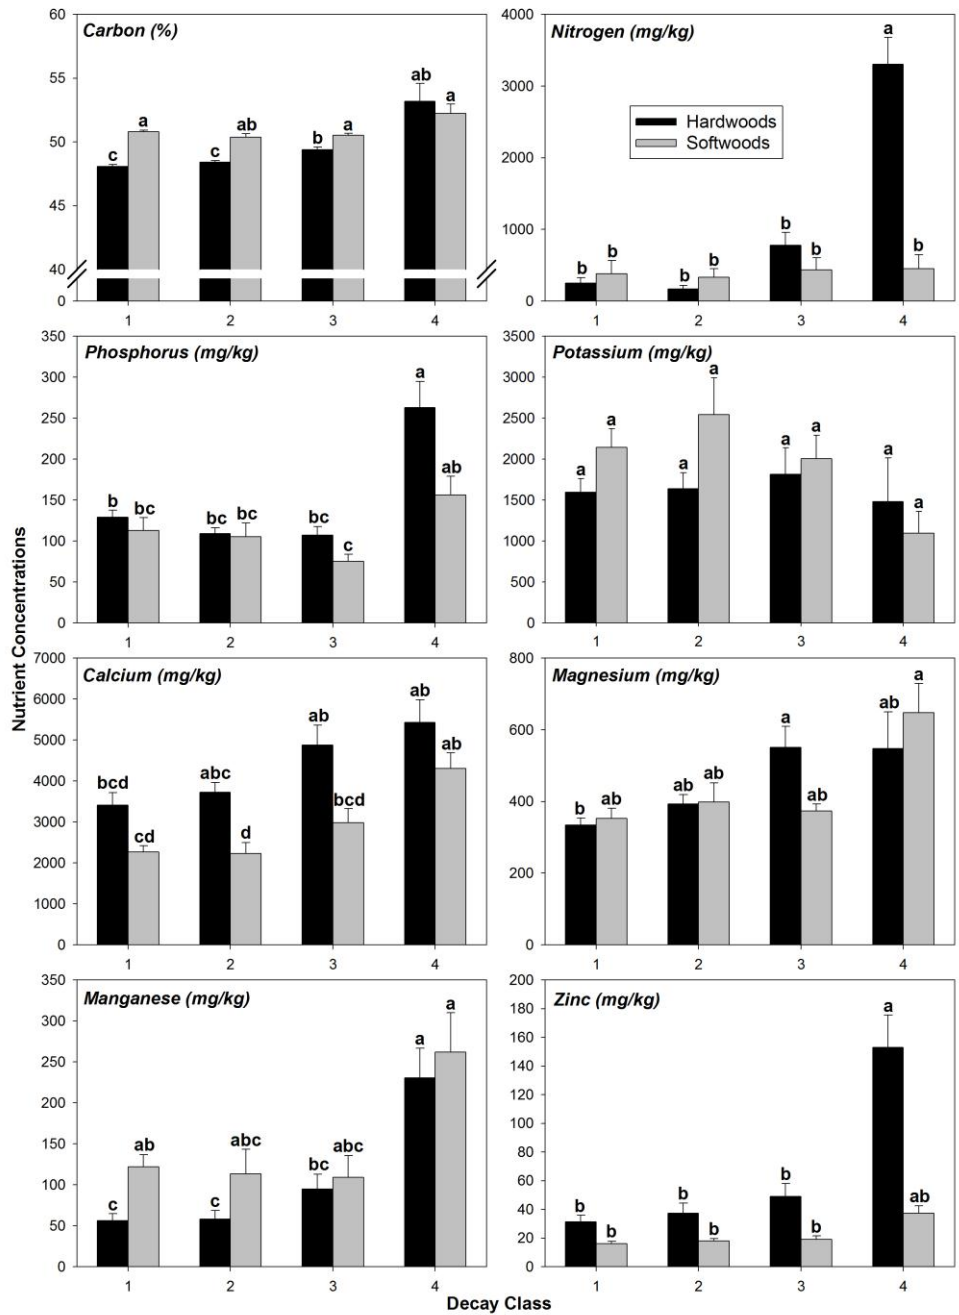 Carbon (%)
60
55
50
45
40
0
c a c ab b a ab a
1 2 3 4
Nitrogen (mg/kg)
4000
3000
2000
1000
0
Hardwoods
Softwoods
b b b b b b a b
1 2 3 4
Phosphorus (mg/kg)
350
300
250
200
150
100
50
0
b bc bc bc bc c a ab
1 2 3 4
Potassium (mg/kg)
3500
3000
2500
2000
1500
1000
500
0
a a a a a a a a
1 2 3 4
Nutrient Concentrations
Calcium (mg/kg)
7000
6000
5000
4000
3000
2000
1000
0
bcd cd abc d ab bcd ab ab
1 2 3 4
Magnesium (mg/kg)
800
600
400
200
0
b ab ab ab a ab ab a
1 2 3 4
Manganese (mg/kg)
350
300
250
200
150
100
50
0
c ab c abc bc abc a a
1 2 3 4
Zinc (mg/kg)
200
180
160
140
120
100
80
60
40
20
0
b b b b b b a ab
1 2 3 4
Decay Class